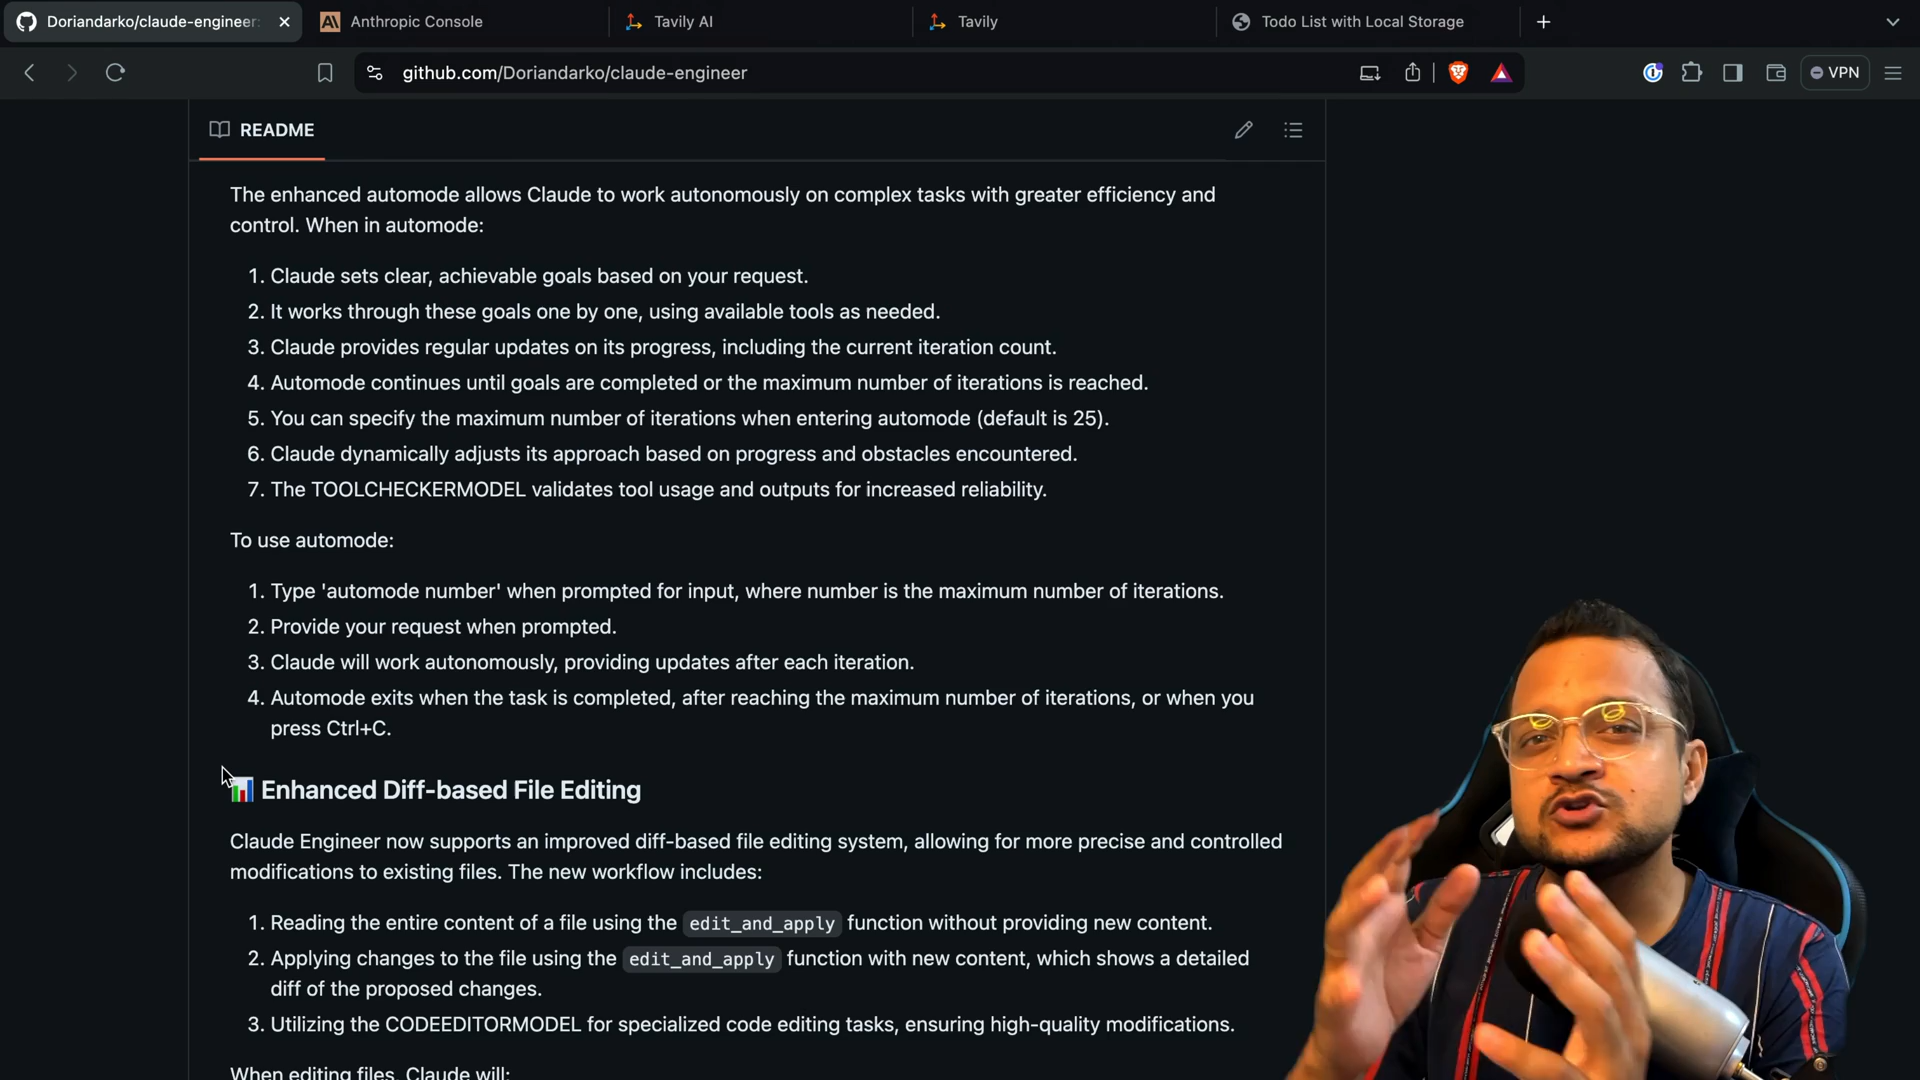 Doriandarko/claude-engineer:
Anthropic Console
Tavily AI
Tavily
Todo List with Local Storage
github.com/Doriandarko/claude-engineer
VPN
README
The enhanced automode allows Claude to work autonomously on complex tasks with greater efficiency and
control. When in automode:
1. Claude sets clear, achievable goals based on your request.
2. It works through these goals one by one, using available tools as needed.
3. Claude provides regular updates on its progress, including the current iteration count.
4. Automode continues until goals are completed or the maximum number of iterations is reached.
5. You can specify the maximum number of iterations when entering automode (default is 25).
6. Claude dynamically adjusts its approach based on progress and obstacles encountered.
7. The TOOLCHECKERMODEL validates tool usage and outputs for increased reliability.
To use automode:
1. Type 'automode number' when prompted for input, where number is the maximum number of iterations.
2. Provide your request when prompted.
3. Claude will work autonomously, providing updates after each iteration.
4. Automode exits when the task is completed, after reaching the maximum number of iterations, or when you
press Ctrl+C.
Enhanced Diff-based File Editing
Claude Engineer now supports an improved diff-based file editing system, allowing for more precise and controlled
modifications to existing files. The new workflow includes:
1. Reading the entire content of a file using the edit_and_apply function without providing new content.
2. Applying changes to the file using the edit_and_apply function with new content, which shows a detailed
diff of the proposed changes.
3. Utilizing the CODEEDITORMODEL for specialized code editing tasks, ensuring high-quality modifications.
When editing files, Claude will: